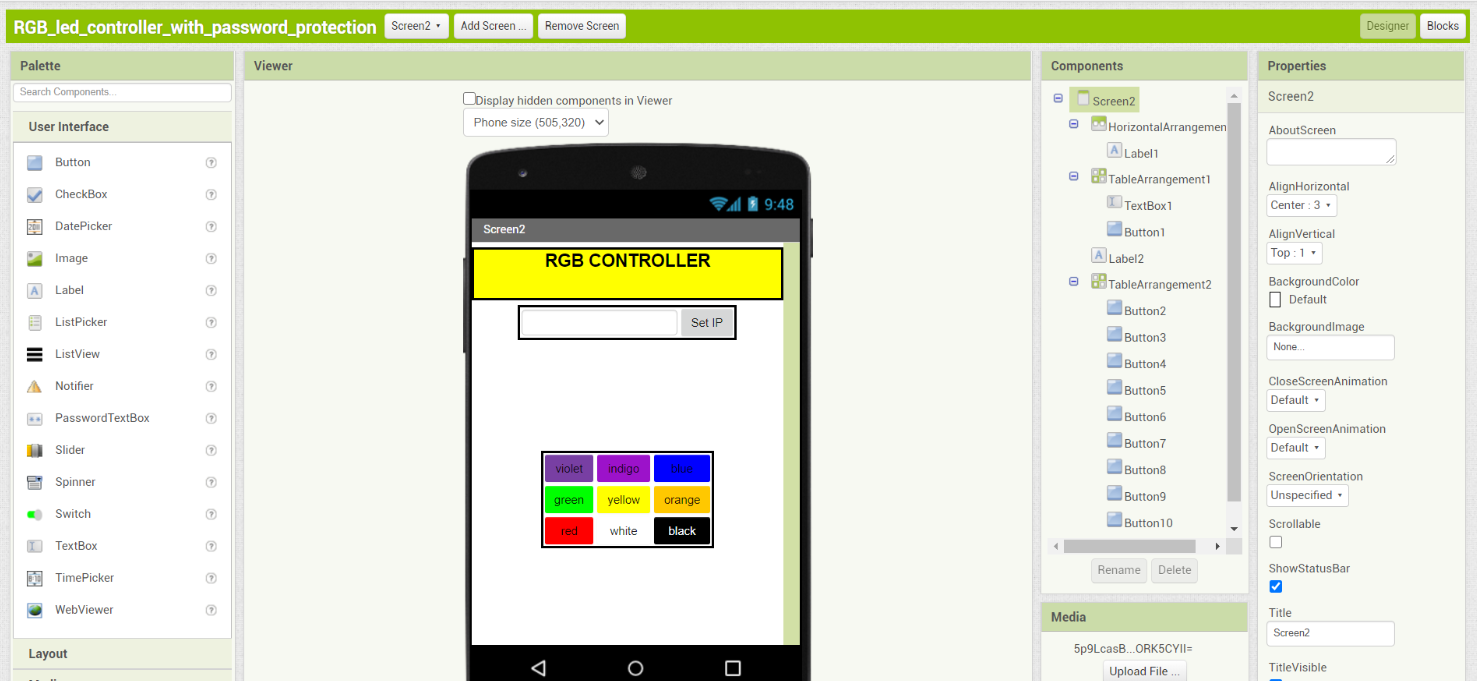 RGB_led_controller_with_password_protection
Screen2
Add Screen ...
Remove Screen
Designer
Blocks
Palette
Search Components...
User Interface
Button
CheckBox
DatePicker
Image
Label
ListPicker
ListView
Notifier
PasswordTextBox
Slider
Spinner
Switch
TextBox
TimePicker
WebViewer
Layout
Viewer
Display hidden components in Viewer
Phone size (505,320)
9:48
Screen2
RGB CONTROLLER
Set IP
violet indigo blue
green yellow orange
red white black
Components
Screen2
HorizontalArrangemen
Label1
TableArrangement1
TextBox1
Button1
Label2
TableArrangement2
Button2
Button3
Button4
Button5
Button6
Button7
Button8
Button9
Button10
Rename
Delete
Media
5p9LcasB...ORK5CYII=
Upload File ...
Properties
Screen2
AboutScreen
AlignHorizontal
Center : 3
AlignVertical
Top : 1
BackgroundColor
Default
BackgroundImage
None...
CloseScreenAnimation
Default
OpenScreenAnimation
Default
ScreenOrientation
Unspecified
Scrollable
ShowStatusBar
Title
Screen2
TitleVisible